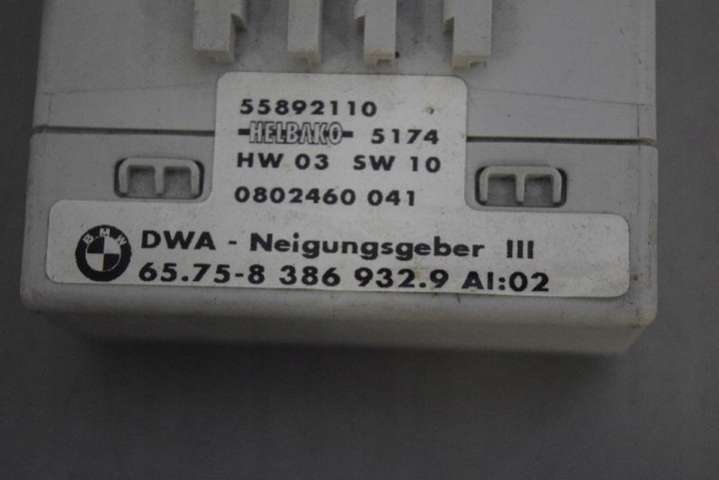 55892110
HELBAKO 5174
HW 03 SW 10
0802460 041
BMW
DWA - Neigungsgeber III
65.75-8 386 932.9 AI:02